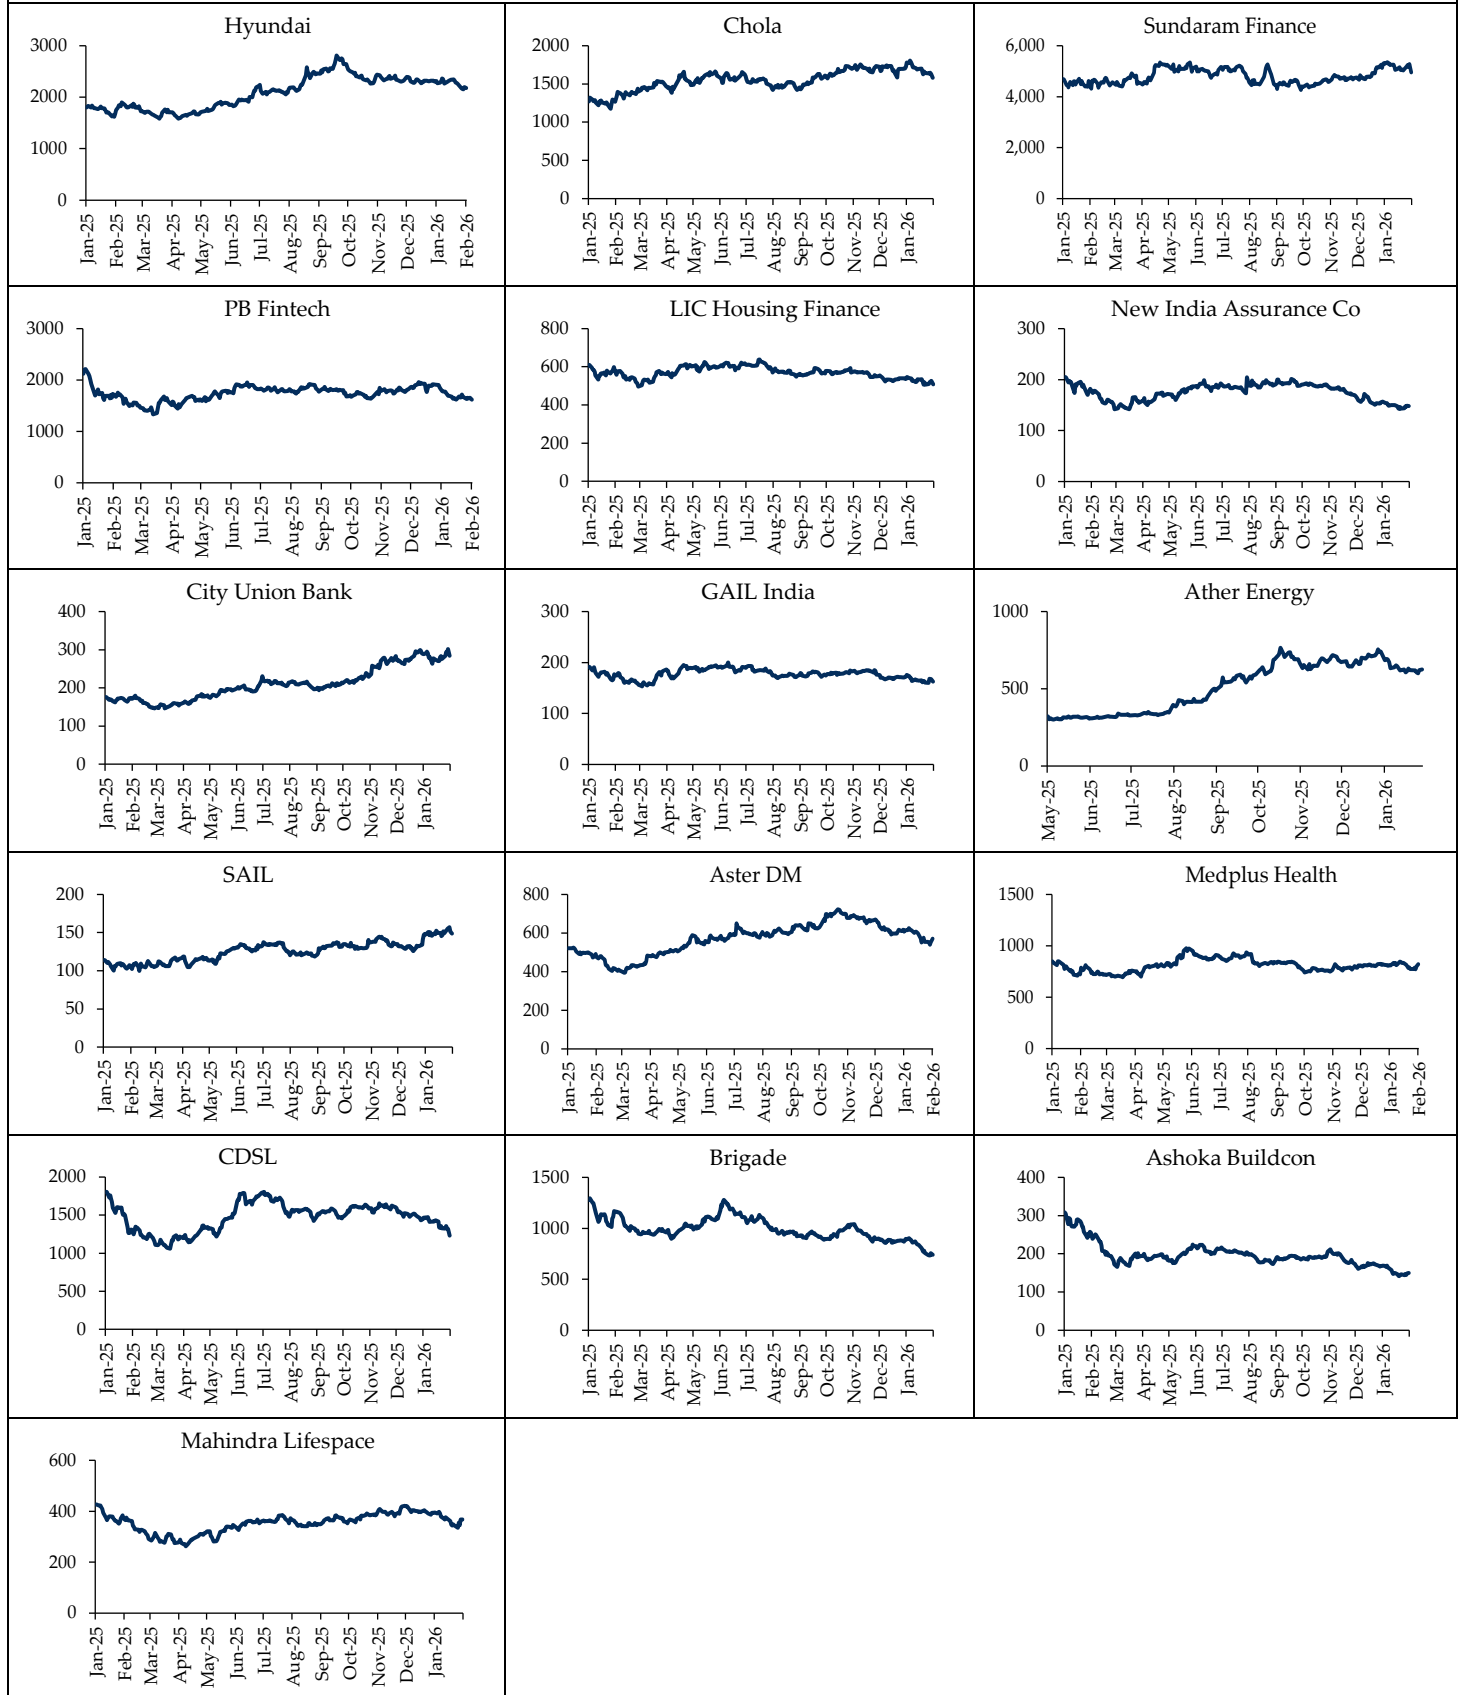 Hyundai
3000
2000
1000
0
Jan-25 Feb-25 Mar-25 Apr-25 May-25 Jun-25 Jul-25 Aug-25 Sep-25 Oct-25 Nov-25 Dec-25 Jan-26 Feb-26
Chola
2000
1500
1000
500
0
Jan-25 Feb-25 Mar-25 Apr-25 May-25 Jun-25 Jul-25 Aug-25 Sep-25 Oct-25 Nov-25 Dec-25 Jan-26
Sundaram Finance
6,000
4,000
2,000
0
Jan-25 Feb-25 Mar-25 Apr-25 May-25 Jun-25 Jul-25 Aug-25 Sep-25 Oct-25 Nov-25 Dec-25 Jan-26
PB Fintech
3000
2000
1000
0
Jan-25 Feb-25 Mar-25 Apr-25 May-25 Jun-25 Jul-25 Aug-25 Sep-25 Oct-25 Nov-25 Dec-25 Jan-26 Feb-26
LIC Housing Finance
800
600
400
200
0
Jan-25 Feb-25 Mar-25 Apr-25 May-25 Jun-25 Jul-25 Aug-25 Sep-25 Oct-25 Nov-25 Dec-25 Jan-26
New India Assurance Co
300
200
100
0
Jan-25 Feb-25 Mar-25 Apr-25 May-25 Jun-25 Jul-25 Aug-25 Sep-25 Oct-25 Nov-25 Dec-25 Jan-26
City Union Bank
400
300
200
100
0
Jan-25 Feb-25 Mar-25 Apr-25 May-25 Jun-25 Jul-25 Aug-25 Sep-25 Oct-25 Nov-25 Dec-25 Jan-26
GAIL India
300
200
100
0
Jan-25 Feb-25 Mar-25 Apr-25 May-25 Jun-25 Jul-25 Aug-25 Sep-25 Oct-25 Nov-25 Dec-25 Jan-26
Ather Energy
1000
500
0
May-25 Jun-25 Jul-25 Aug-25 Sep-25 Oct-25 Nov-25 Dec-25 Jan-26
SAIL
200
150
100
50
0
Jan-25 Feb-25 Mar-25 Apr-25 May-25 Jun-25 Jul-25 Aug-25 Sep-25 Oct-25 Nov-25 Dec-25 Jan-26
Aster DM
800
600
400
200
0
Jan-25 Feb-25 Mar-25 Apr-25 May-25 Jun-25 Jul-25 Aug-25 Sep-25 Oct-25 Nov-25 Dec-25 Jan-26 Feb-26
Medplus Health
1500
1000
500
0
Jan-25 Feb-25 Mar-25 Apr-25 May-25 Jun-25 Jul-25 Aug-25 Sep-25 Oct-25 Nov-25 Dec-25 Jan-26 Feb-26
CDSL
2000
1500
1000
500
0
Jan-25 Feb-25 Mar-25 Apr-25 May-25 Jun-25 Jul-25 Aug-25 Sep-25 Oct-25 Nov-25 Dec-25 Jan-26
Brigade
1500
1000
500
0
Jan-25 Feb-25 Mar-25 Apr-25 May-25 Jun-25 Jul-25 Aug-25 Sep-25 Oct-25 Nov-25 Dec-25 Jan-26
Ashoka Buildcon
400
300
200
100
0
Jan-25 Feb-25 Mar-25 Apr-25 May-25 Jun-25 Jul-25 Aug-25 Sep-25 Oct-25 Nov-25 Dec-25 Jan-26
Mahindra Lifespace
600
400
200
0
Jan-25 Feb-25 Mar-25 Apr-25 May-25 Jun-25 Jul-25 Aug-25 Sep-25 Oct-25 Nov-25 Dec-25 Jan-26